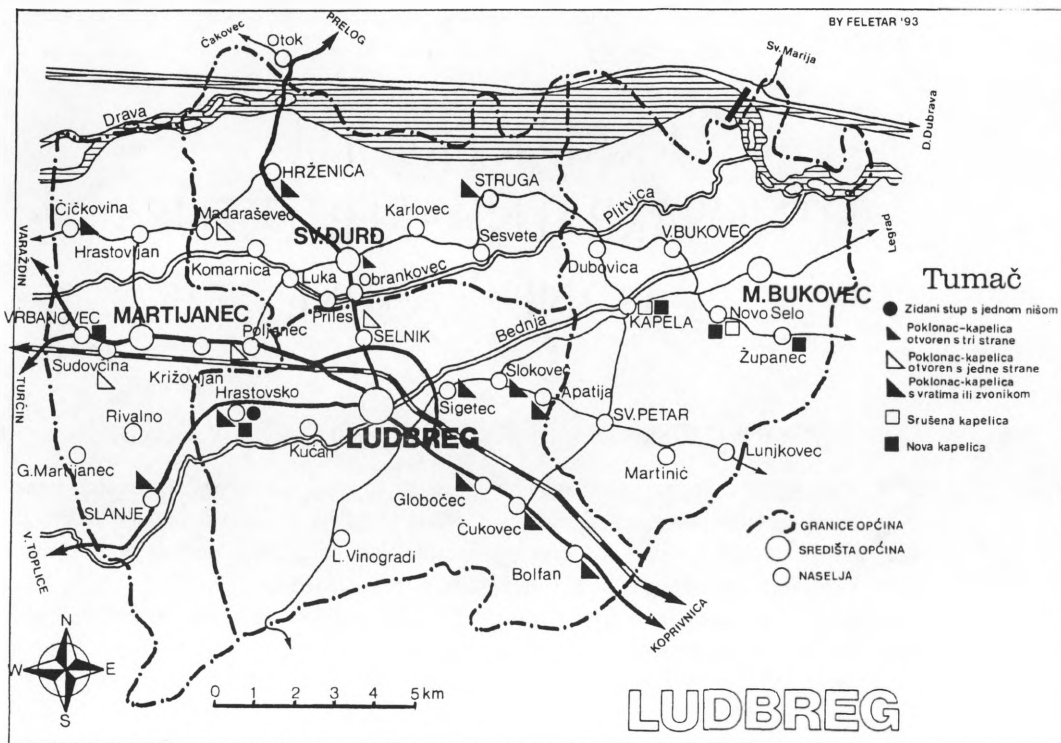 BY FELETAR '93
Čakovec
Otok
PRELOG
Sv. Marija
Drava
D.Dubrava
HRŽENICA
STRUGA
Plitvica
Čičkovina
Madaraševec
Karlovec
V.BUKOVEC
Legrad
VARAŽDIN
Hrastovljan
SV.ĐURĐ
Sesvete
Komarnica
Luka
Obrankovec
Dubovica
M.BUKOVEC
VRBANOVEC
MARTIJANEC
Poljanec
Priles
SELNIK
Bednja
KAPELA
Novo Selo
Županec
Sudovčina
Križovljan
TURČIN
Hrastovsko
Slokovec
Sigetec
Apatija
Rivalno
LUDBREG
SV.PETAR
Kučan
G.Martijanec
Martinić
Lunjkovec
SLANJE
Globočec
Čukovec
V.TOPLICE
L.Vinogradi
Bolfan
KOPRIVNICA
Tumač
Zidani stup s jednom nišom
Poklonac-kapelica
otvoren s tri strane
Poklonac-kapelica
otvoren s jedne strane
Poklonac-kapelica
s vratima ili zvonikom
Srušena kapelica
Nova kapelica
GRANICE OPĆINA
SREDIŠTA OPĆINA
NASELJA
N
W E
S
0 1 2 3 4 5 km
LUDBREG